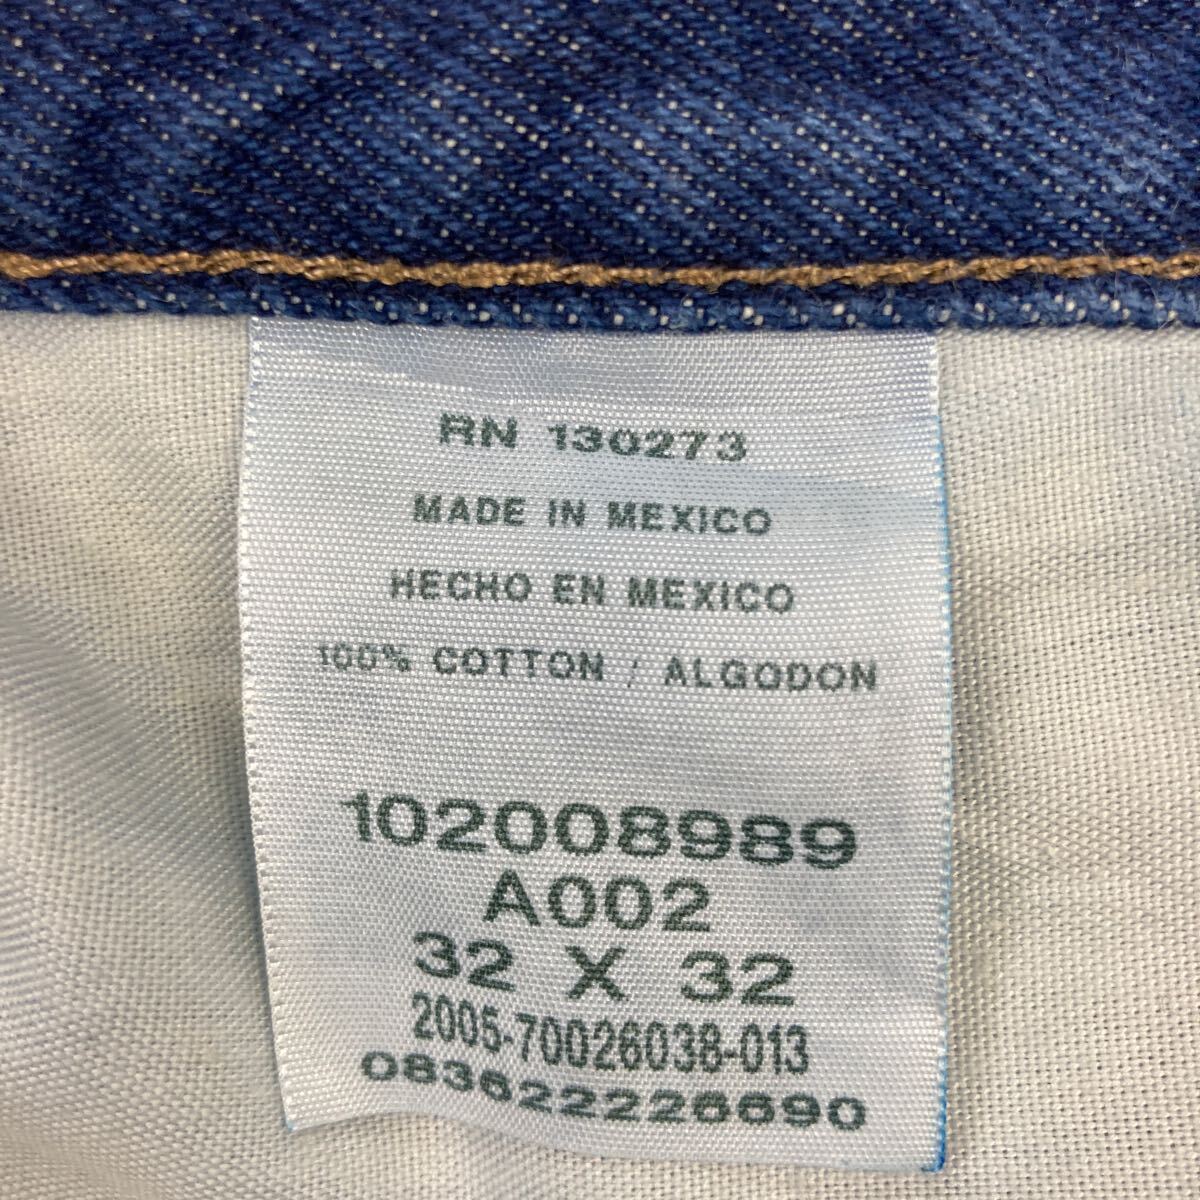 RN 130273
MADE IN MEXICO
HECHO EN MEXICO
100% COTTON / ALGODON
102008989
A002
32 X 32
2005-70026038-013
083622226690